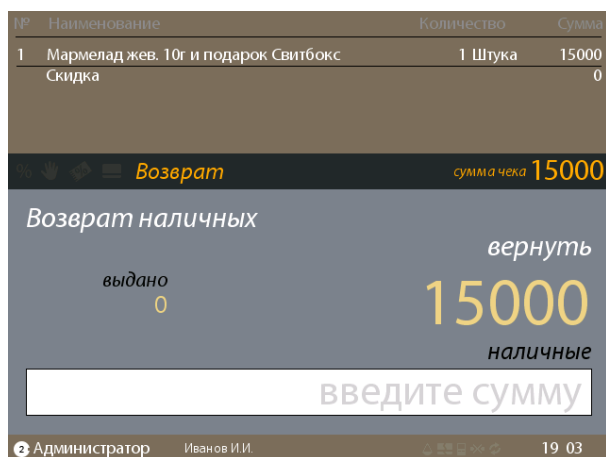 № Наименование Количество Сумма
1 Мармелад жев. 10г и подарок Свитбокс 1 Штука 15000
Скидка 0
% Возврат сумма чека 15000
Возврат наличных
вернуть
выдано
0
15000
наличные
введите сумму
2 Администратор Иванов И.И. 19 03